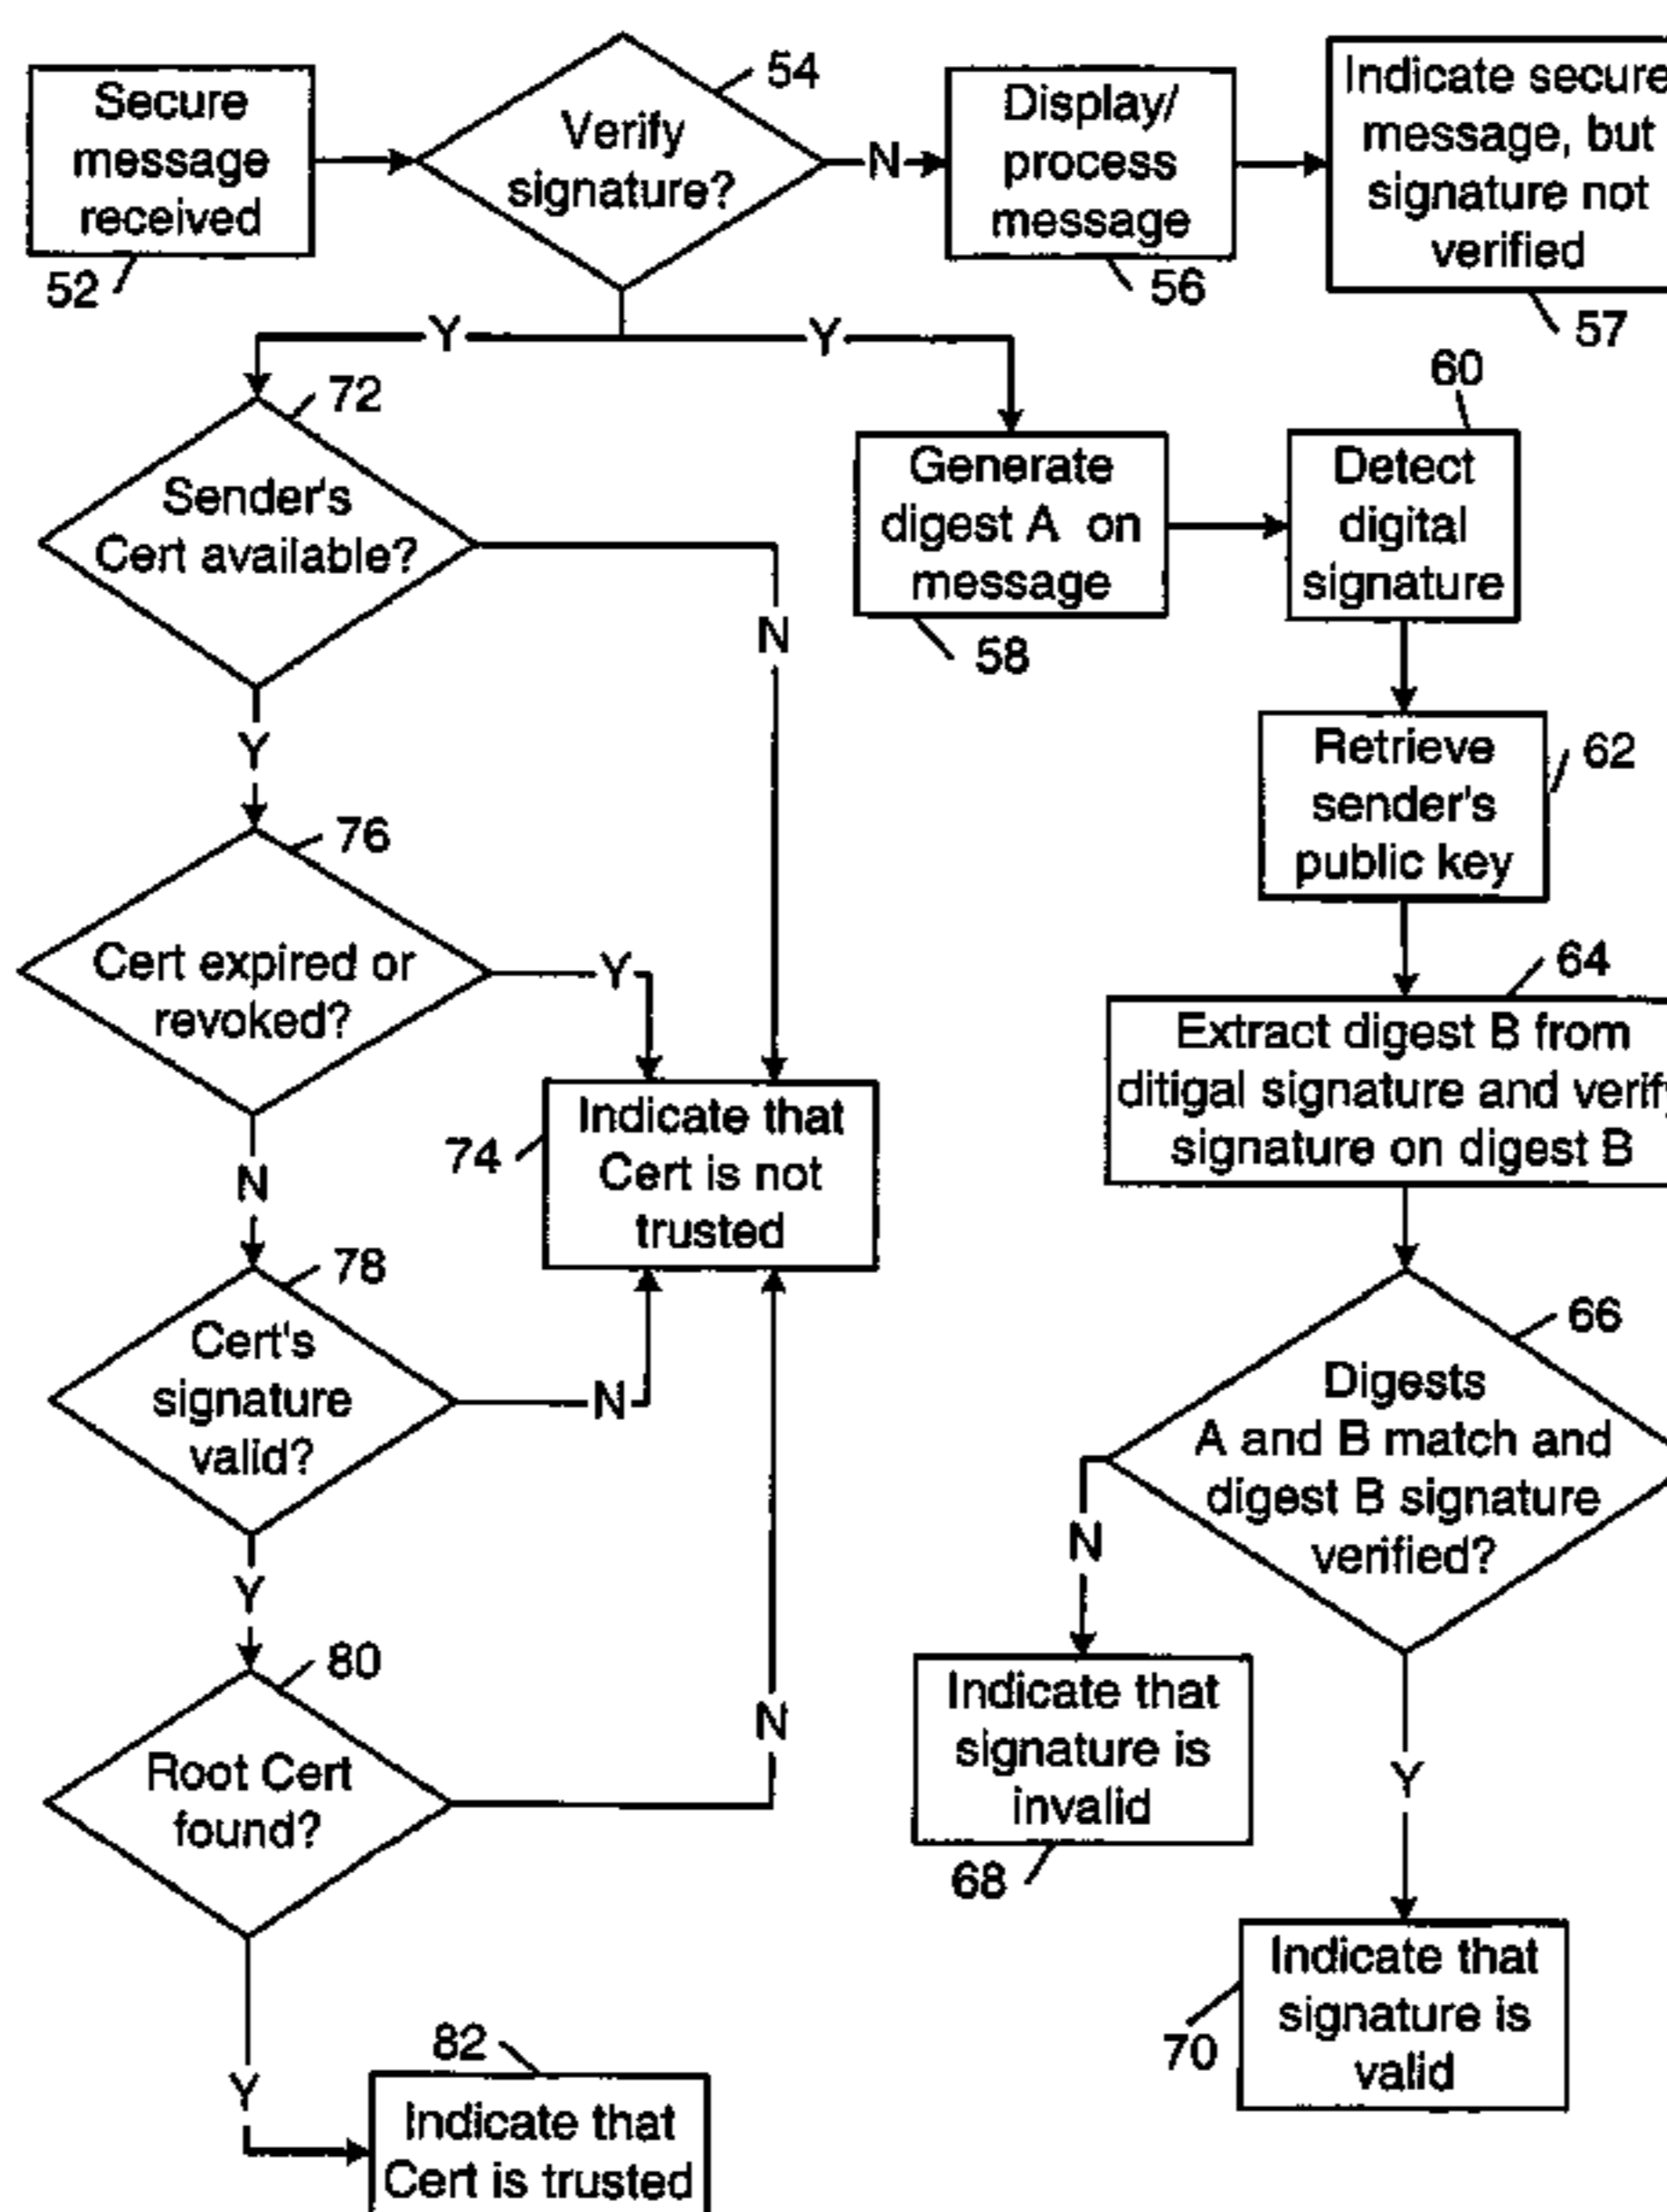 Secure
message
received
52
Verify
signature?
54
N
Display/
process
message
56
Indicate secure
message, but
signature not
verified
57
Y
Y
72
Sender's
Cert available?
N
Y
Generate
digest A on
message
58
60
Detect
digital
signature
Retrieve
sender's
public key
62
76
Cert expired or
revoked?
Y
N
64
Extract digest B from
ditigal signature and verify
signature on digest B
74
Indicate that
Cert is not
trusted
78
Cert's
signature
valid?
N
Y
66
Digests
A and B match and
digest B signature
verified?
N
Y
80
Root Cert
found?
N
Y
Indicate that
signature is
invalid
68
70
Indicate that
signature is
valid
82
Indicate that
Cert is trusted